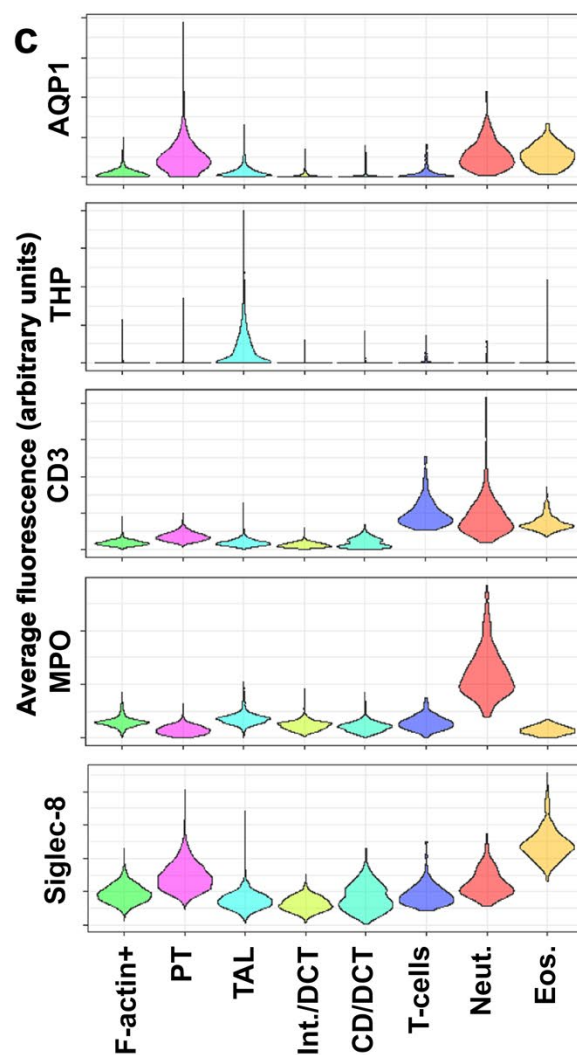 c
Average fluorescence (arbitrary units)
AQP1
THP
CD3
MPO
Siglec-8
F-actin+
PT
TAL
Int./DCT
CD/DCT
T-cells
Neut.
Eos.